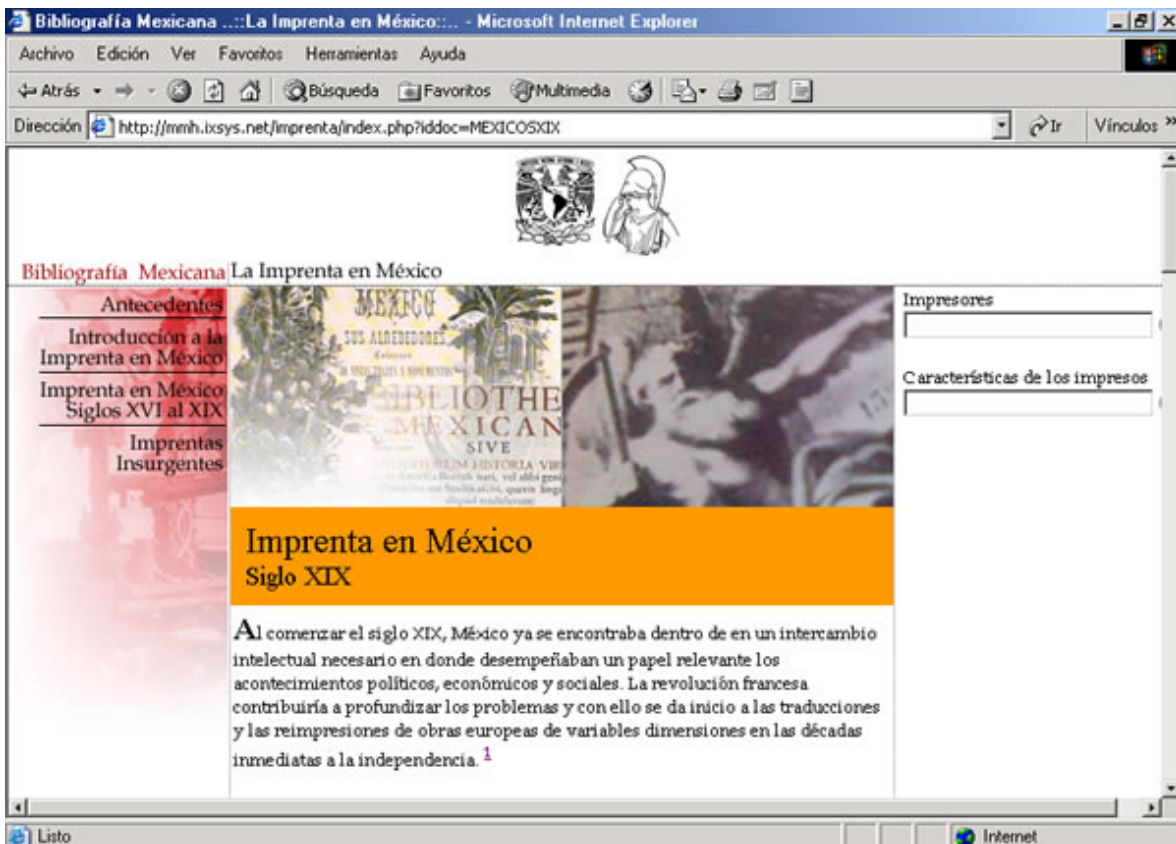 Bibliografía Mexicana ..::La Imprenta en México::.. - Microsoft Internet Explorer
Archivo Edición Ver Favoritos Herramientas Ayuda
Atrás Búsqueda Favoritos Multimedia
Dirección http://mmh.ixsys.net/imprenta/index.php?iddoc=MEXICOSXIX Ir Vínculos »
Bibliografía Mexicana La Imprenta en México
Antecedentes
Introducción a la
Imprenta en México
Imprenta en México
Siglos XVI al XIX
Imprentas
Insurgentes
MEXICO
SUS ALREDEDORES
BIBLIOTHE
MEXICAN
SIVE
HISTORIA
Impresores
Características de los impresos
Imprenta en México
Siglo XIX
Al comenzar el siglo XIX, México ya se encontraba dentro de en un intercambio
intelectual necesario en donde desempeñaban un papel relevante los
acontecimientos políticos, económicos y sociales. La revolución francesa
contribuiría a profundizar los problemas y con ello se da inicio a las traducciones
y las reimpresiones de obras europeas de variables dimensiones en las décadas
inmediatas a la independencia. 1
Listo Internet